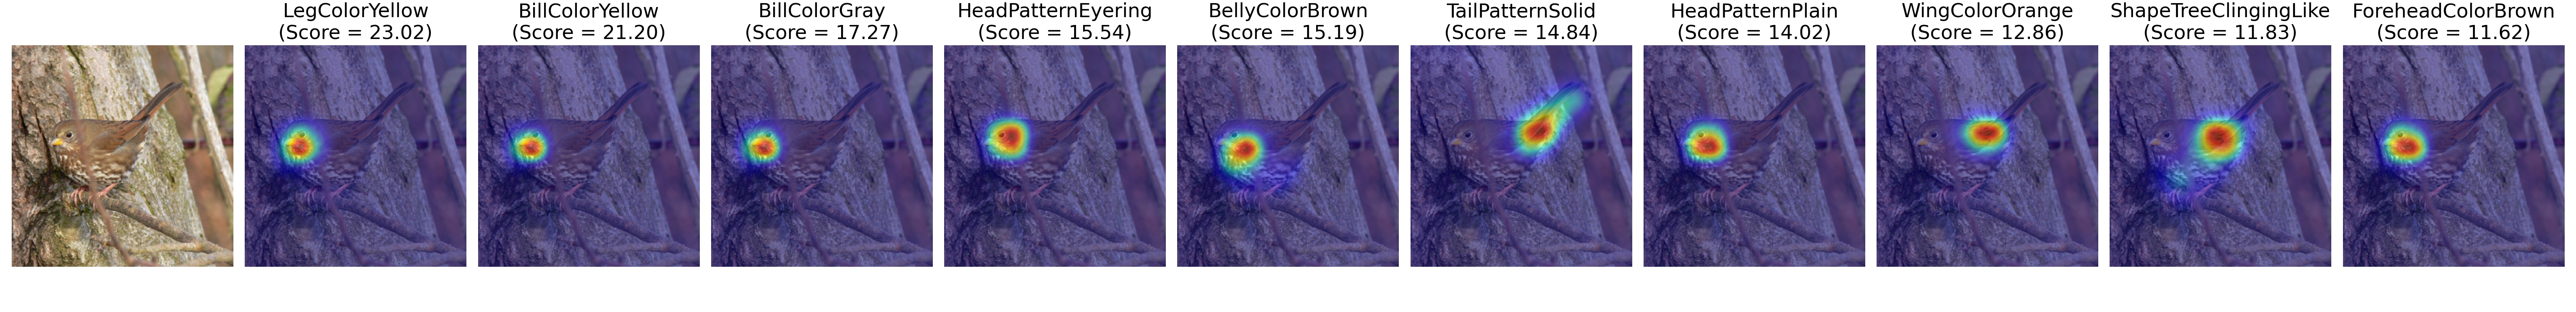 LegColorYellow
(Score = 23.02)
BillColorYellow
(Score = 21.20)
BillColorGray
(Score = 17.27)
HeadPatternEyering
(Score = 15.54)
BellyColorBrown
(Score = 15.19)
TailPatternSolid
(Score = 14.84)
HeadPatternPlain
(Score = 14.02)
WingColorOrange
(Score = 12.86)
ShapeTreeClingingLike
(Score = 11.83)
ForeheadColorBrown
(Score = 11.62)